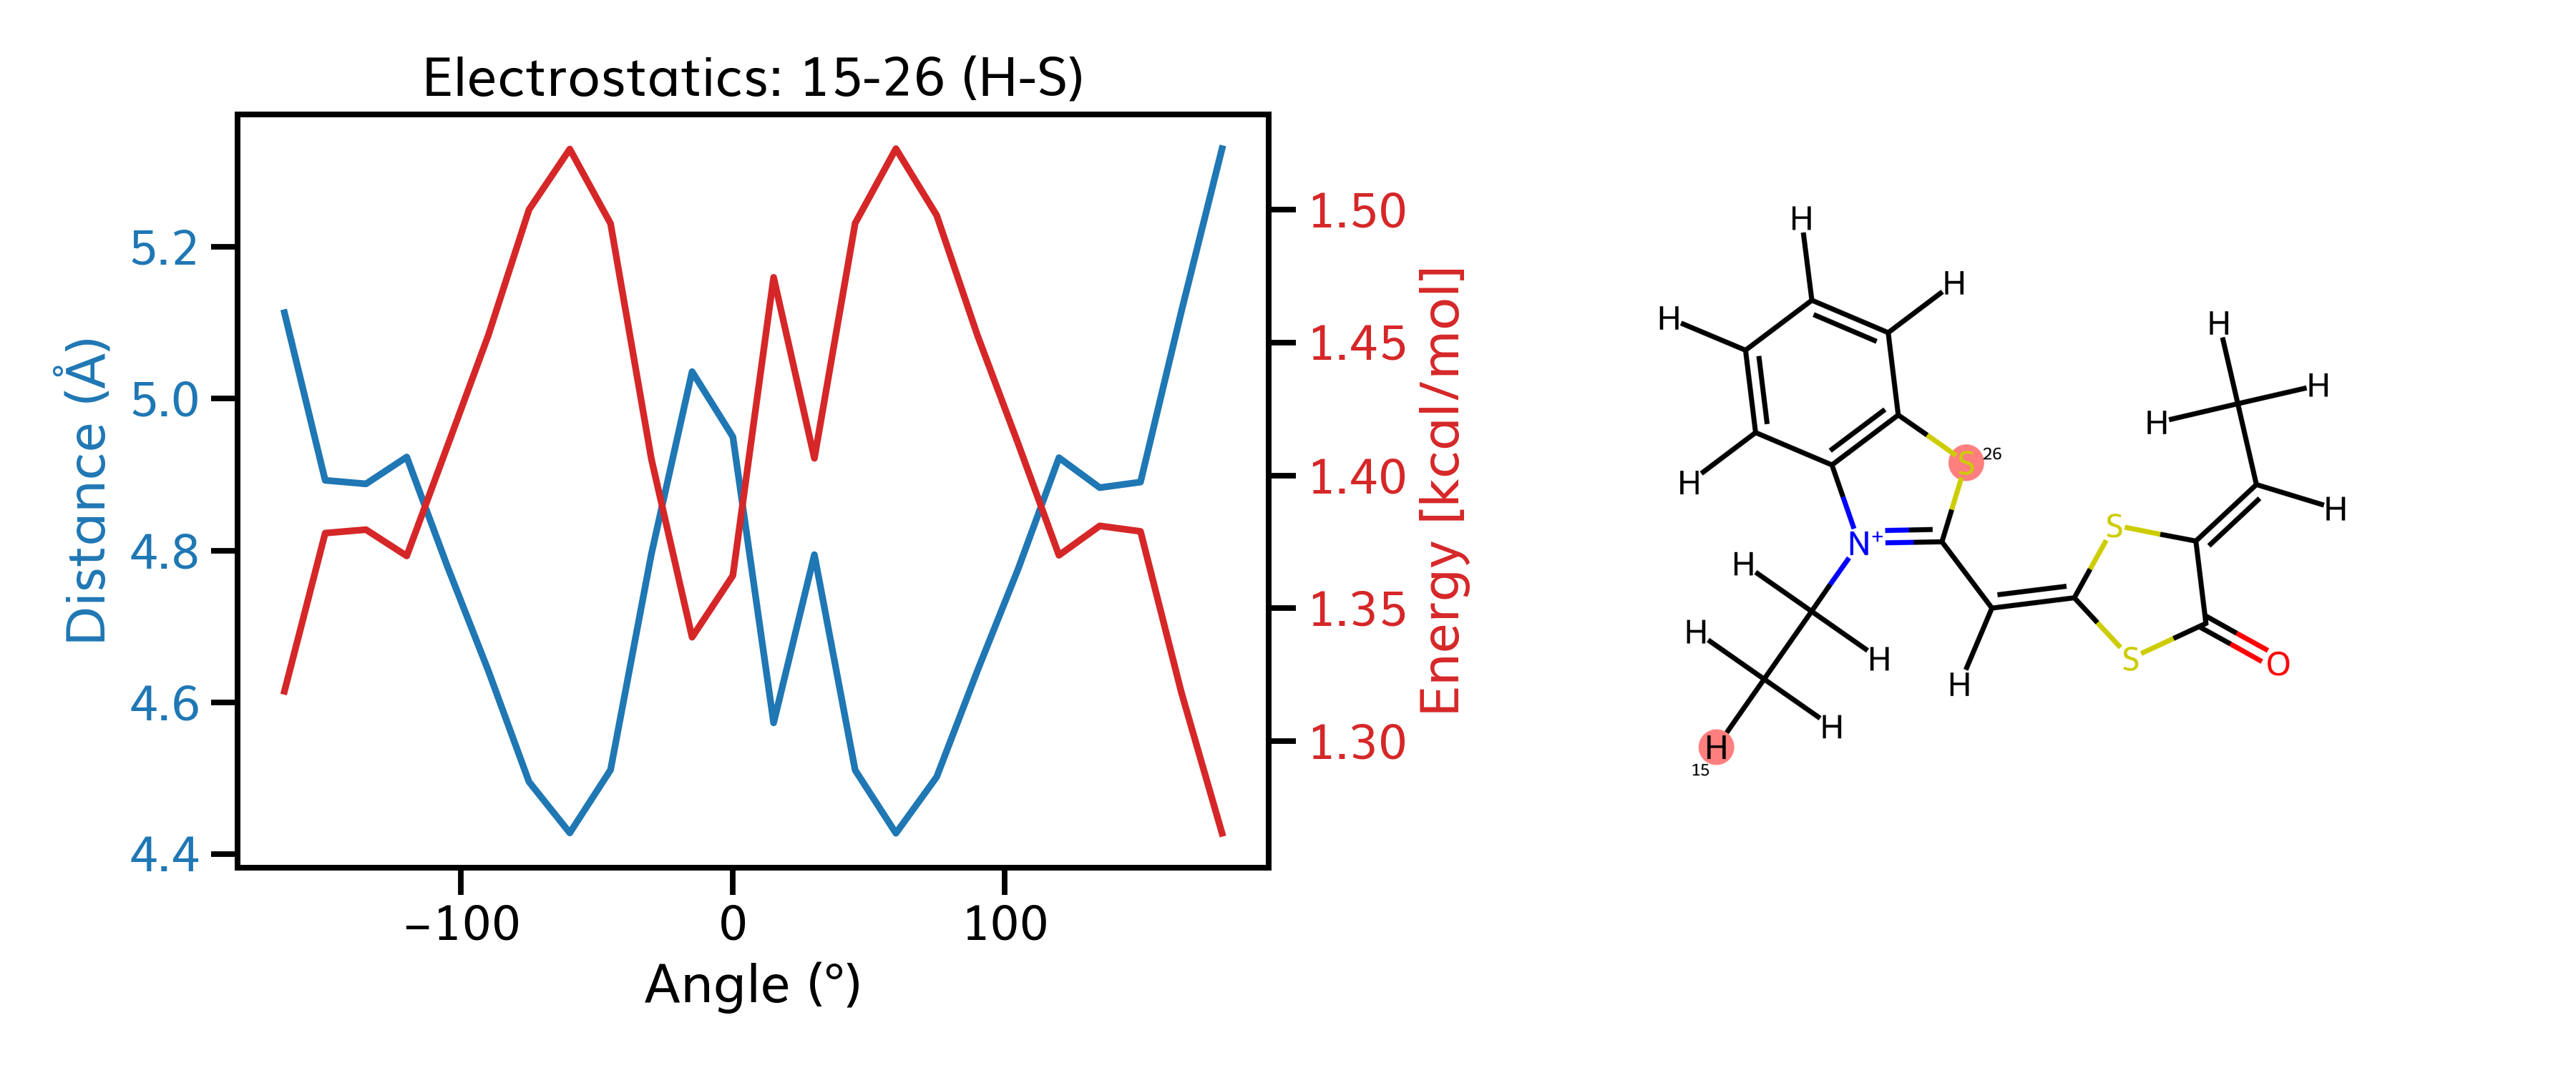 Electrostatics: 15-26 (H-S)
Distance (Å)
5.2
5.0
4.8
4.6
4.4
1.50
1.45
1.40
1.35
1.30
Energy [kcal/mol]
−100 0 100
Angle (°)
H
H
H
H
H
H
H
S 26
H
H
S
N+
H
H
H
S
O
H
H
H
15